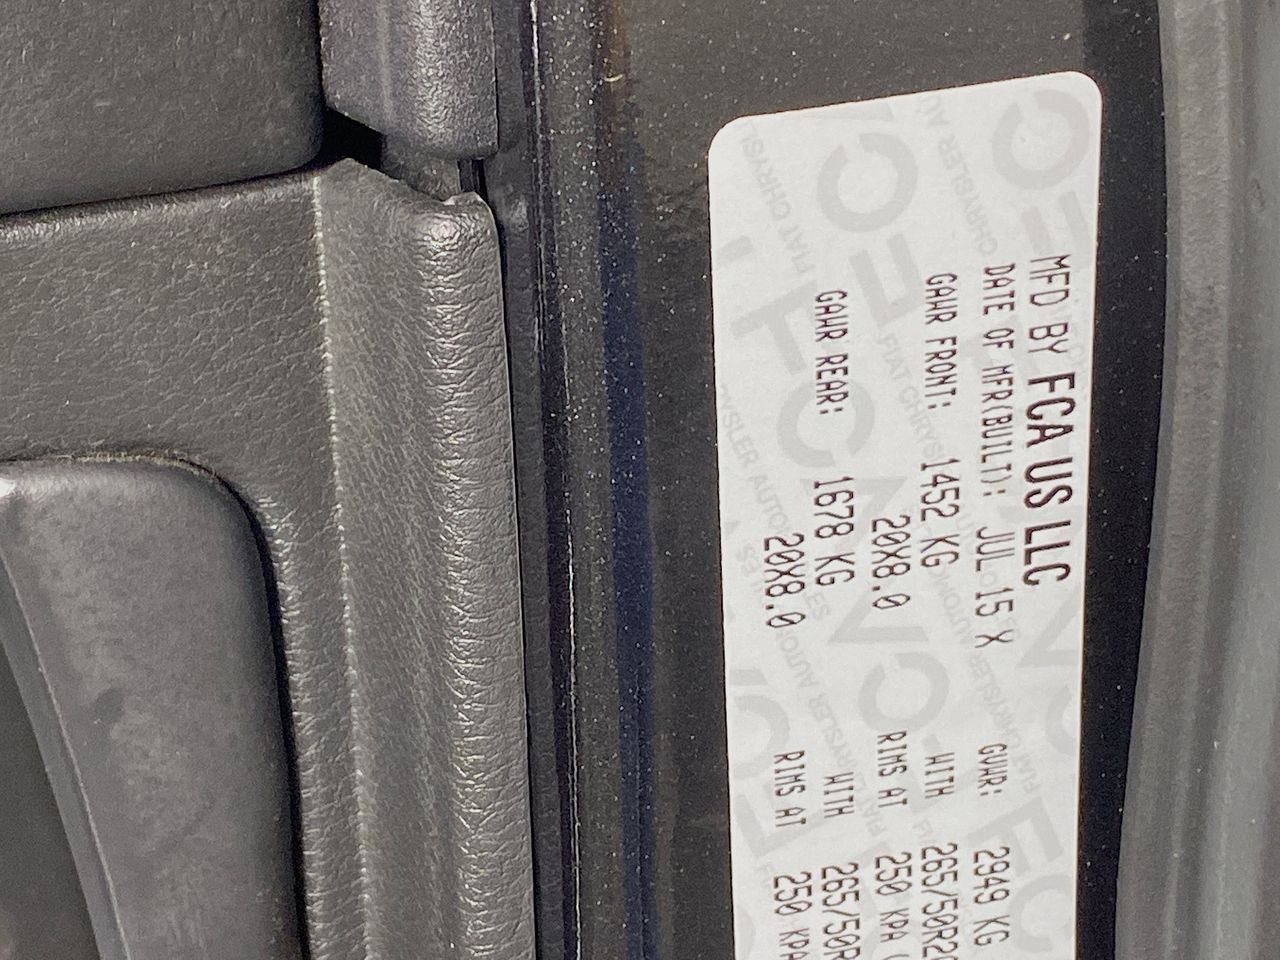 MFD BY FCA US LLC
DATE OF MFR(BUILT): JUL 15 X GVWR: 2949 KG
GAWR FRONT: 1452 KG WITH 265/50R20
20X8.0 RIMS AT 250 KPA (
GAWR REAR: 1678 KG WITH 265/50R
20X8.0 RIMS AT 250 KPA